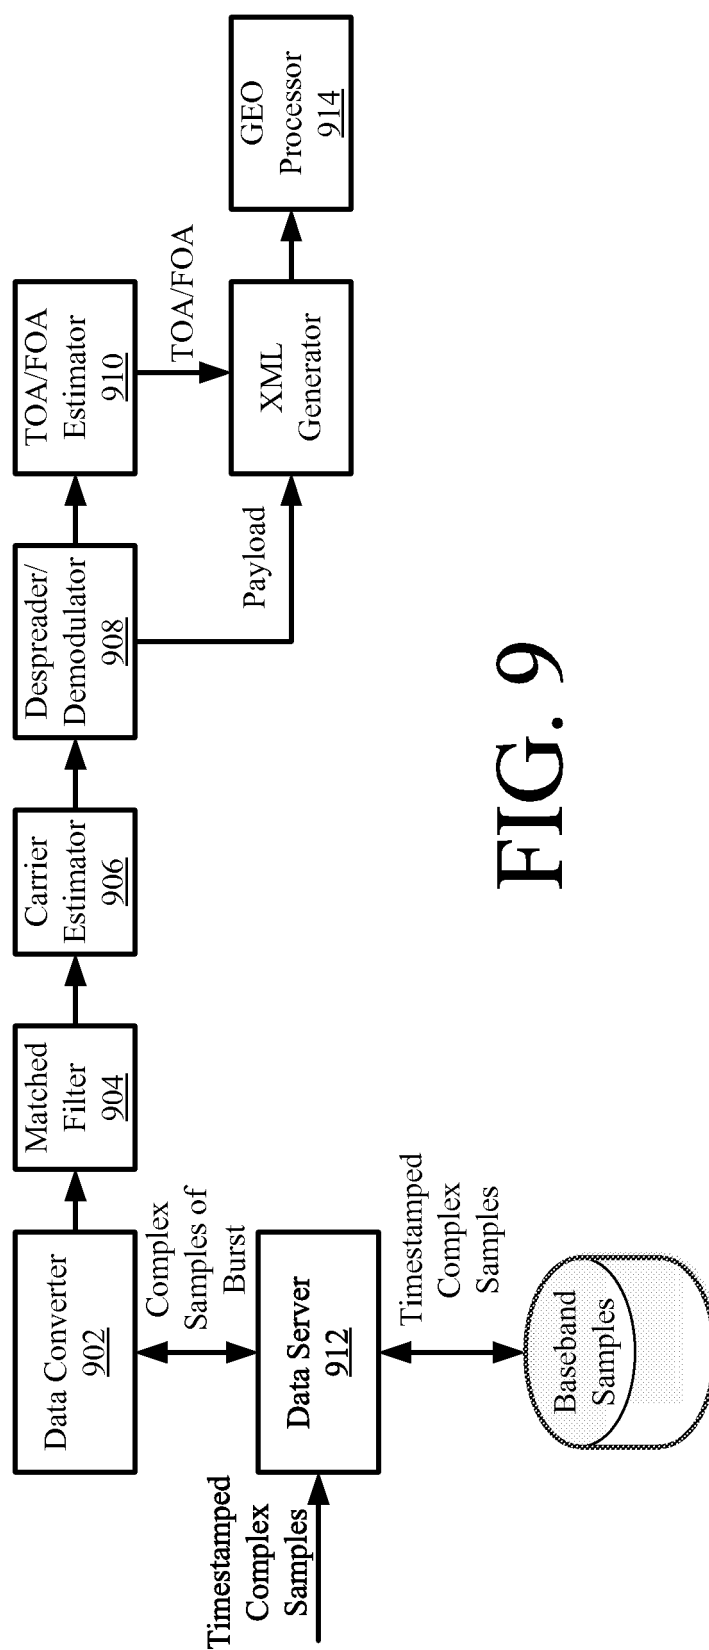 Data Converter
902
Matched
Filter
904
Carrier
Estimator
906
Despreader/
Demodulator
908
TOA/FOA
Estimator
910
Complex
Samples of
Burst
Payload
TOA/FOA
Timestamped
Complex
Samples
Data Server
912
XML
Generator
GEO
Processor
914
Timestamped
Complex
Samples
Baseband
Samples
FIG. 9